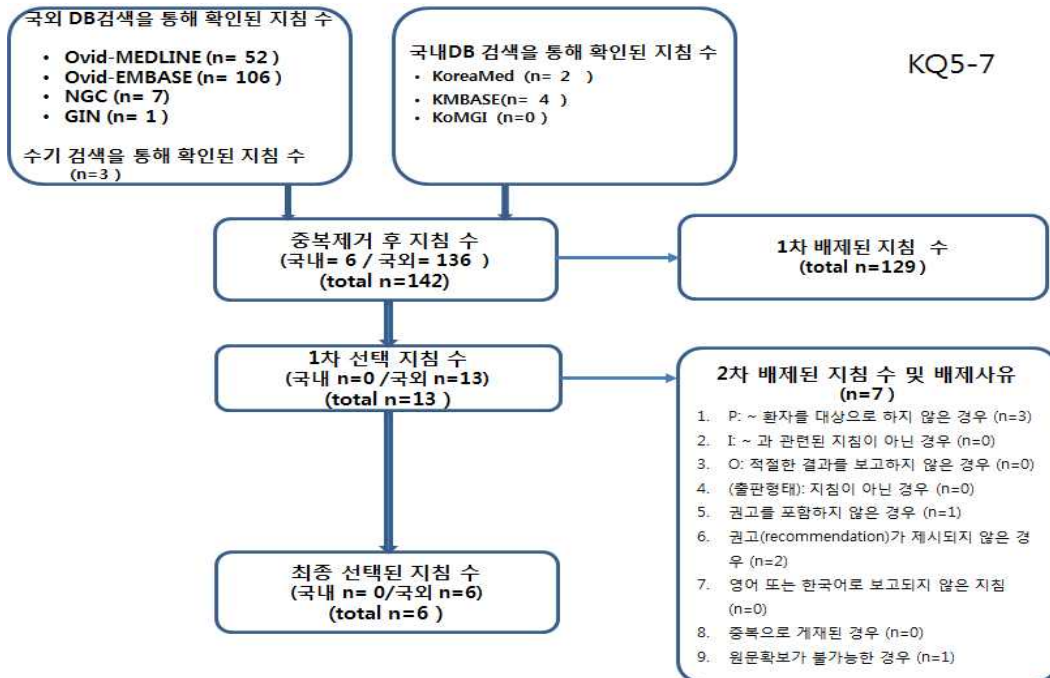 국외 DB검색을 통해 확인된 지침 수
• Ovid-MEDLINE (n= 52 )
• Ovid-EMBASE (n= 106 )
• NGC (n= 7)
• GIN (n= 1 )
수기 검색을 통해 확인된 지침 수
(n=3 )
국내DB 검색을 통해 확인된 지침 수
• KoreaMed (n= 2 )
• KMBASE(n= 4 )
• KoMGI (n=0 )
KQ5-7
중복제거 후 지침 수
(국내= 6 / 국외= 136 )
(total n=142)
1차 배제된 지침 수
(total n=129 )
1차 선택 지침 수
(국내 n=0 /국외 n=13)
(total n=13 )
2차 배제된 지침 수 및 배제사유
(n=7 )
1. P: ~ 환자를 대상으로 하지 않은 경우 (n=3)
2. I: ~ 과 관련된 지침이 아닌 경우 (n=0)
3. O: 적절한 결과를 보고하지 않은 경우 (n=0)
4. (출판형태): 지침이 아닌 경우 (n=0)
5. 권고를 포함하지 않은 경우 (n=1)
6. 권고(recommendation)가 제시되지 않은 경
우 (n=2)
7. 영어 또는 한국어로 보고되지 않은 지침
(n=0)
8. 중복으로 게재된 경우 (n=0)
9. 원문확보가 불가능한 경우 (n=1)
최종 선택된 지침 수
(국내 n= 0/국외 n=6)
(total n=6 )